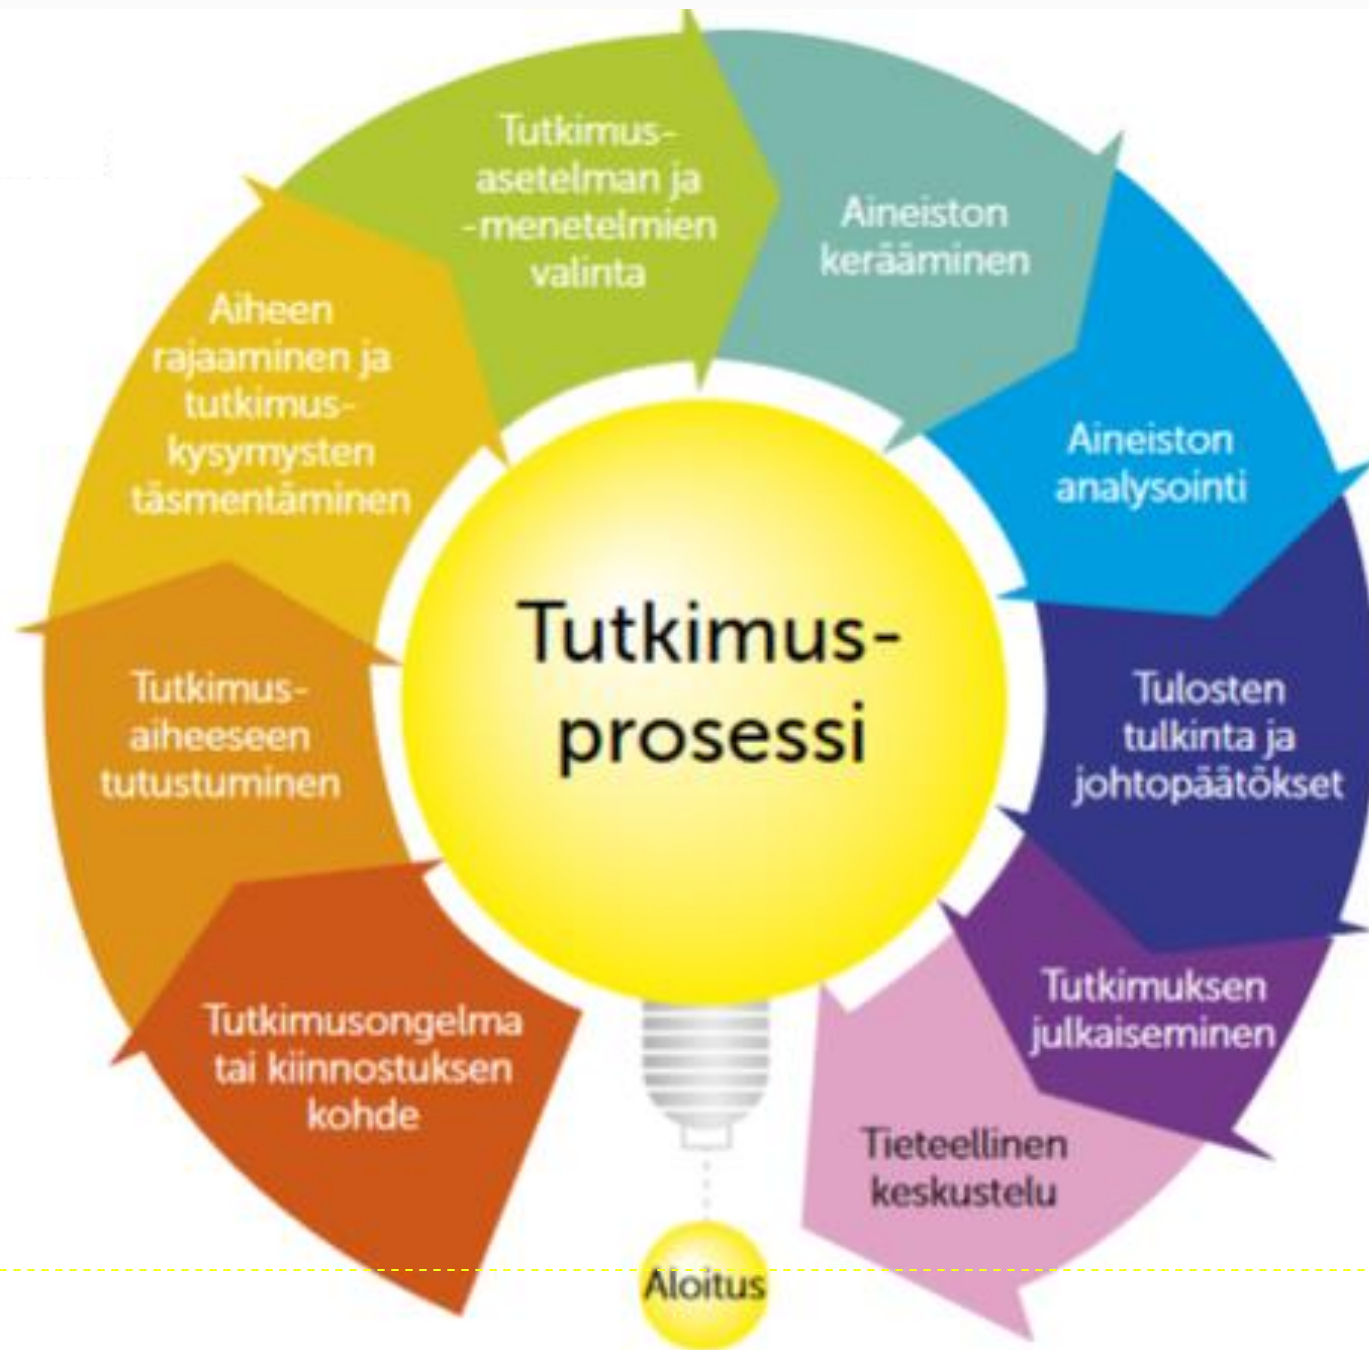 Tutkimus-
prosessi
Aloitus
Tutkimusongelma
tai kiinnostuksen
kohde
Tutkimus-
aiheeseen
tutustuminen
Aiheen
rajaaminen ja
tutkimus-
kysymysten
täsmentäminen
Tutkimus-
asetelman ja
-menetelmien
valinta
Aineiston
kerääminen
Aineiston
analysointi
Tulosten
tulkinta ja
johtopäätökset
Tutkimuksen
julkaiseminen
Tieteellinen
keskustelu